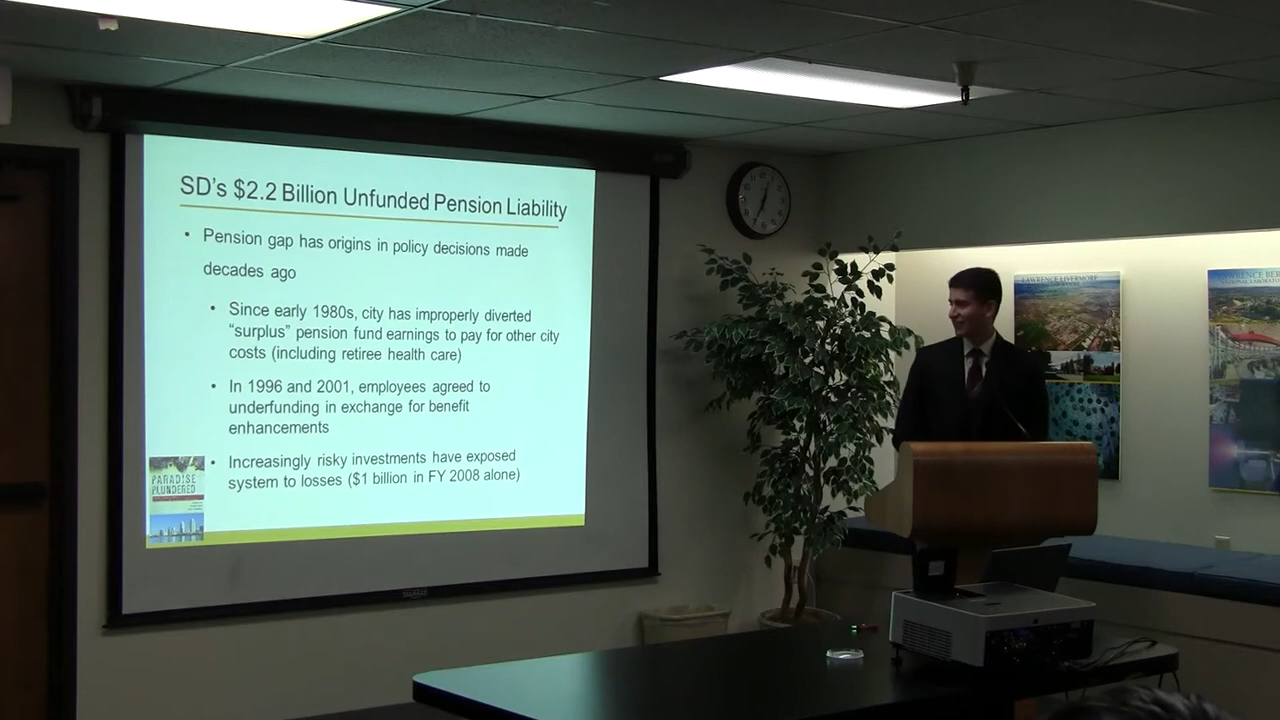 SD's $2.2 Billion Unfunded Pension Liability
• Pension gap has origins in policy decisions made
decades ago
• Since early 1980s, city has improperly diverted
“surplus” pension fund earnings to pay for other city
costs (including retiree health care)
• In 1996 and 2001, employees agreed to
underfunding in exchange for benefit
enhancements
• Increasingly risky investments have exposed
system to losses ($1 billion in FY 2008 alone)
PARADISE
PLUNDERED
LAWRENCE LIVERMORE
LAWRENCE BER